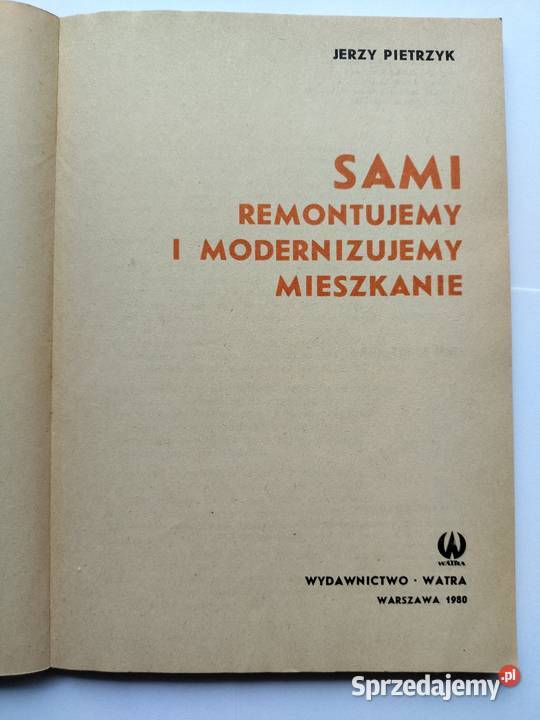 JERZY PIETRZYK
SAMI
REMONTUJEMY
I MODERNIZUJEMY
MIESZKANIE
WATRA
WYDAWNICTWO · WATRA
WARSZAWA 1980
Sprzedajemy.pl